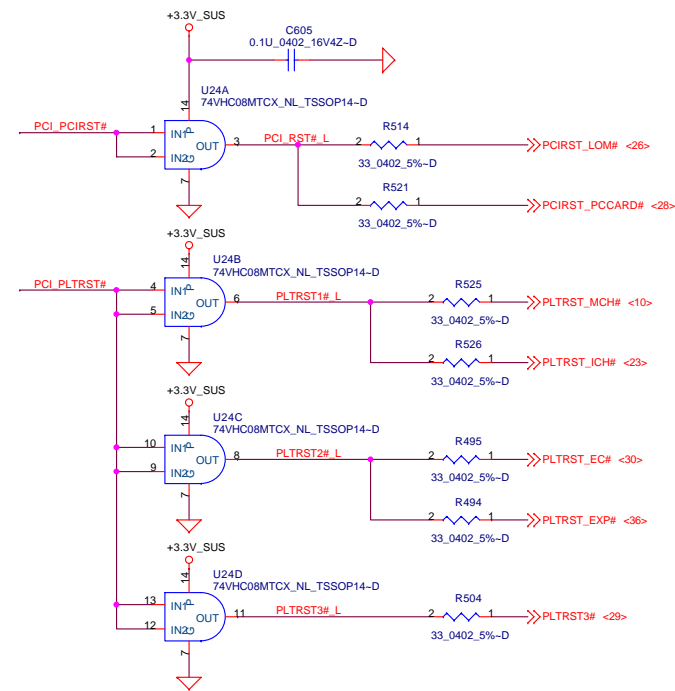 +3.3V_SUS
C605
0.1U_0402_16V4Z~D
U24A
74VHC08MTCX_NL_TSSOP14~D
14
PCI_PCIRST#
1
IN1
P
OUT
3
PCI_RST#_L
2
R514
1
PCIRST_LOM# <26>
2
IN2
G
33_0402_5%~D
7
R521
2
1
PCIRST_PCCARD# <28>
33_0402_5%~D
+3.3V_SUS
U24B
74VHC08MTCX_NL_TSSOP14~D
14
PCI_PLTRST#
4
IN1
P
OUT
6
PLTRST1#_L
2
R525
1
PLTRST_MCH# <10>
5
IN2
G
33_0402_5%~D
7
R526
2
1
PLTRST_ICH# <23>
33_0402_5%~D
+3.3V_SUS
U24C
74VHC08MTCX_NL_TSSOP14~D
14
10
IN1
P
OUT
8
PLTRST2#_L
2
R495
1
PLTRST_EC# <30>
9
IN2
G
33_0402_5%~D
7
R494
2
1
PLTRST_EXP# <36>
33_0402_5%~D
+3.3V_SUS
U24D
74VHC08MTCX_NL_TSSOP14~D
14
13
IN1
P
OUT
11
PLTRST3#_L
2
R504
1
PLTRST3# <29>
12
IN2
G
33_0402_5%~D
7